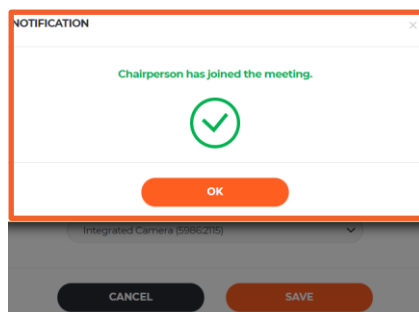 NOTIFICATION
×
Chairperson has joined the meeting.
OK
Integrated Camera (5986:2115)
CANCEL
SAVE